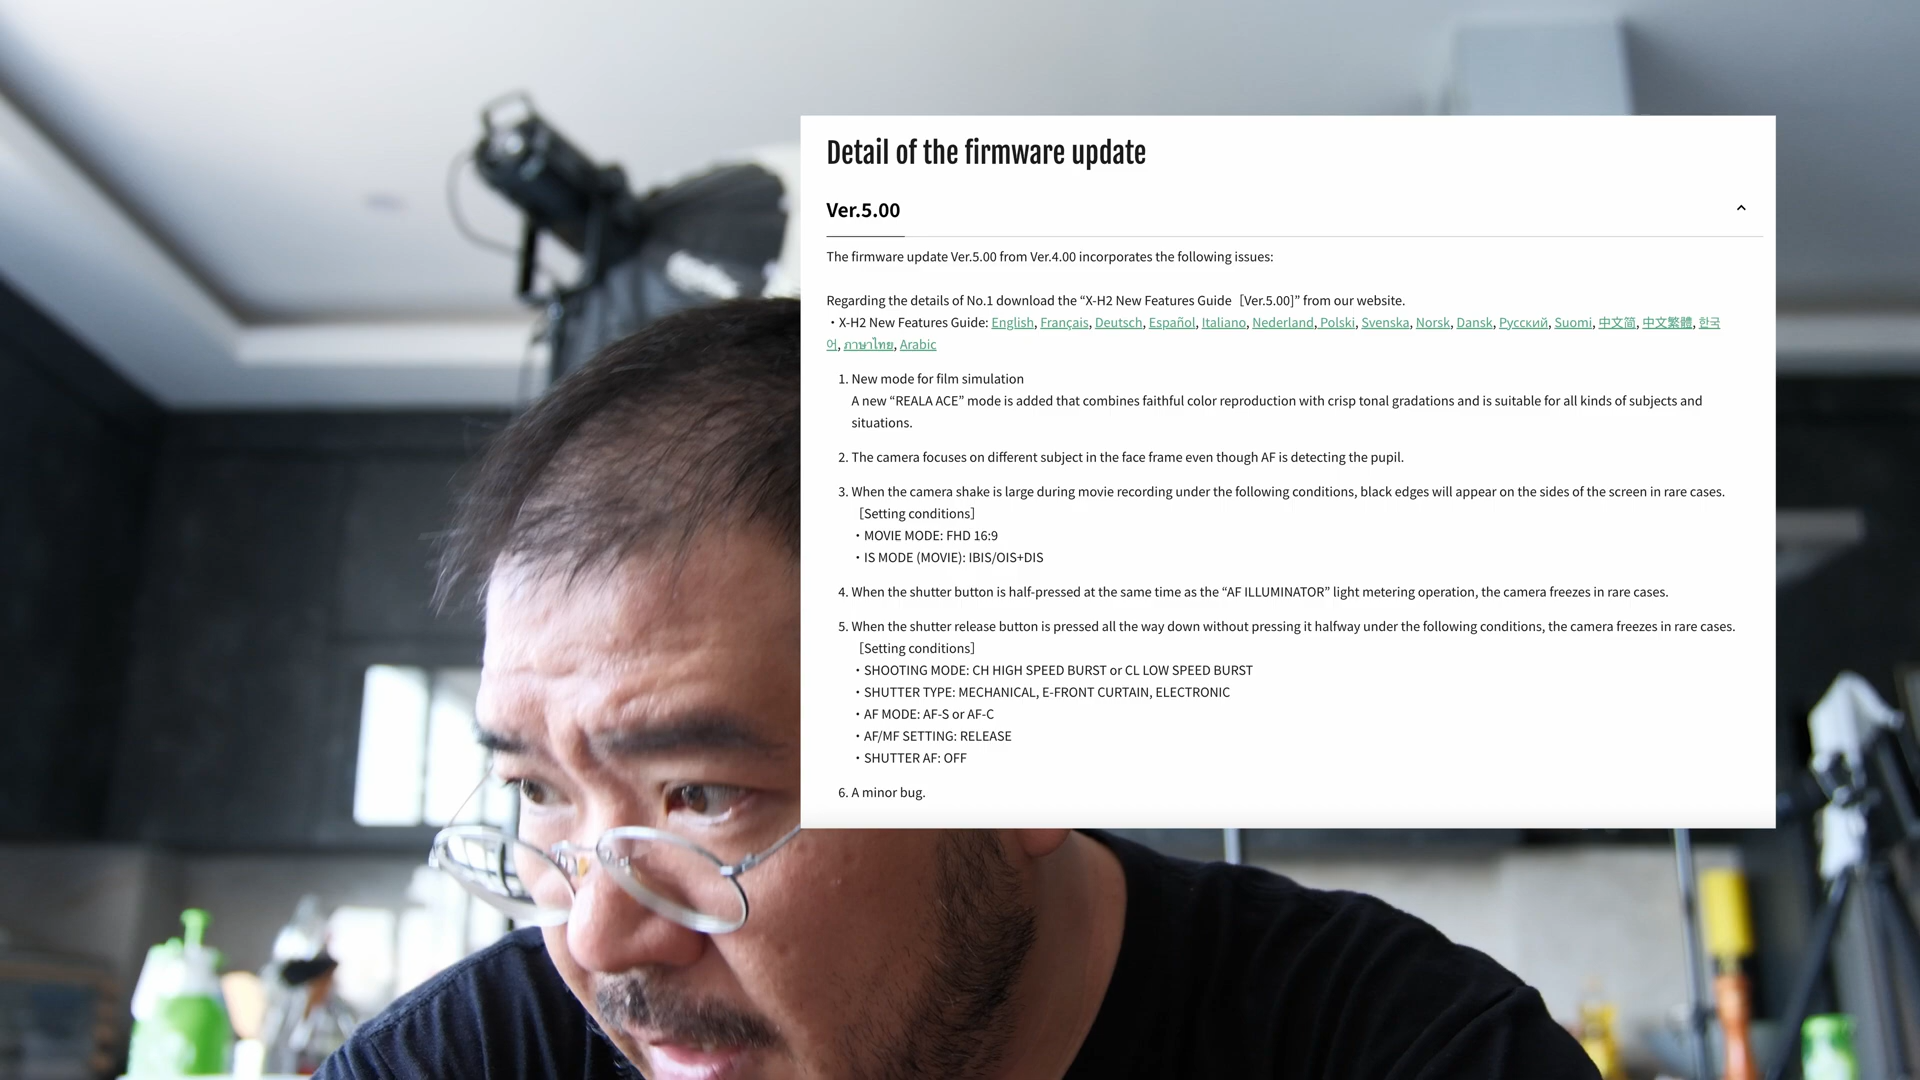 Detail of the firmware update
Ver.5.00
The firmware update Ver.5.00 from Ver.4.00 incorporates the following issues:
Regarding the details of No.1 download the “X-H2 New Features Guide［Ver.5.00]” from our website.
・X-H2 New Features Guide: English, Français, Deutsch, Español, Italiano, Nederland, Polski, Svenska, Norsk, Dansk, Русский, Suomi, 中文简, 中文繁體, 한국
어, ภาษาไทย, Arabic
1. New mode for film simulation
A new “REALA ACE” mode is added that combines faithful color reproduction with crisp tonal gradations and is suitable for all kinds of subjects and
situations.
2. The camera focuses on different subject in the face frame even though AF is detecting the pupil.
3. When the camera shake is large during movie recording under the following conditions, black edges will appear on the sides of the screen in rare cases.
［Setting conditions］
・MOVIE MODE: FHD 16:9
・IS MODE (MOVIE): IBIS/OIS+DIS
4. When the shutter button is half-pressed at the same time as the “AF ILLUMINATOR” light metering operation, the camera freezes in rare cases.
5. When the shutter release button is pressed all the way down without pressing it halfway under the following conditions, the camera freezes in rare cases.
［Setting conditions］
・SHOOTING MODE: CH HIGH SPEED BURST or CL LOW SPEED BURST
・SHUTTER TYPE: MECHANICAL, E-FRONT CURTAIN, ELECTRONIC
・AF MODE: AF-S or AF-C
・AF/MF SETTING: RELEASE
・SHUTTER AF: OFF
6. A minor bug.